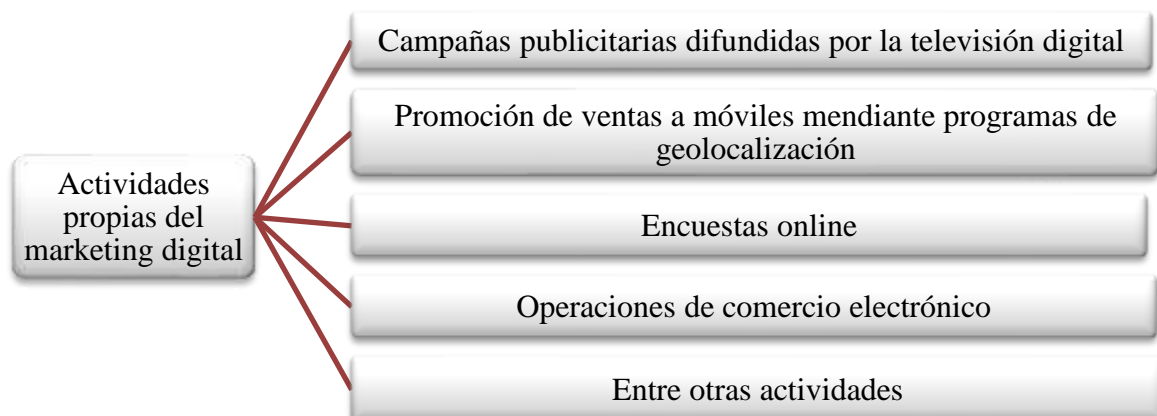 Campañas publicitarias difundidas por la televisión digital
Promoción de ventas a móviles mendiante programas de
geolocalización
Actividades
propias del
marketing digital
Encuestas online
Operaciones de comercio electrónico
Entre otras actividades